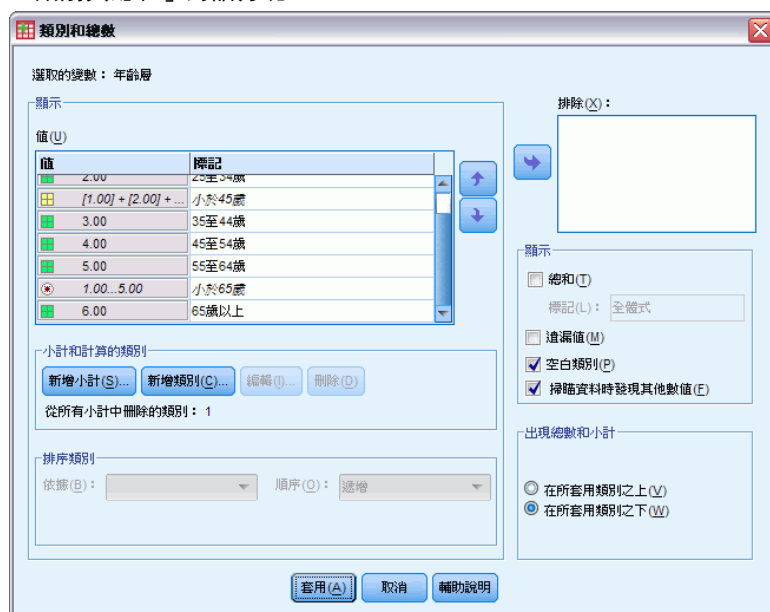 類別和總數
選取的變數：年齡層
顯示
值(U)
值 標記
2.00 25至34歲
[1.00] + [2.00] + ... 小於45歲
3.00 35至44歲
4.00 45至54歲
5.00 55至64歲
1.00...5.00 小於65歲
6.00 65歲以上
小計和計算的類別
新增小計(S)... 新增類別(C)... 編輯(I)... 刪除(D)
從所有小計中刪除的類別：1
排序類別
依據(B)： 順序(O)： 遞增
排除(X)：
顯示
總和(T)
標記(L)： 全體式
遺漏值(M)
空白類別(P)
掃瞄資料時發現其他數值(F)
出現總數和小計
在所套用類別之上(V)
在所套用類別之下(W)
套用(A) 取消 輔助說明